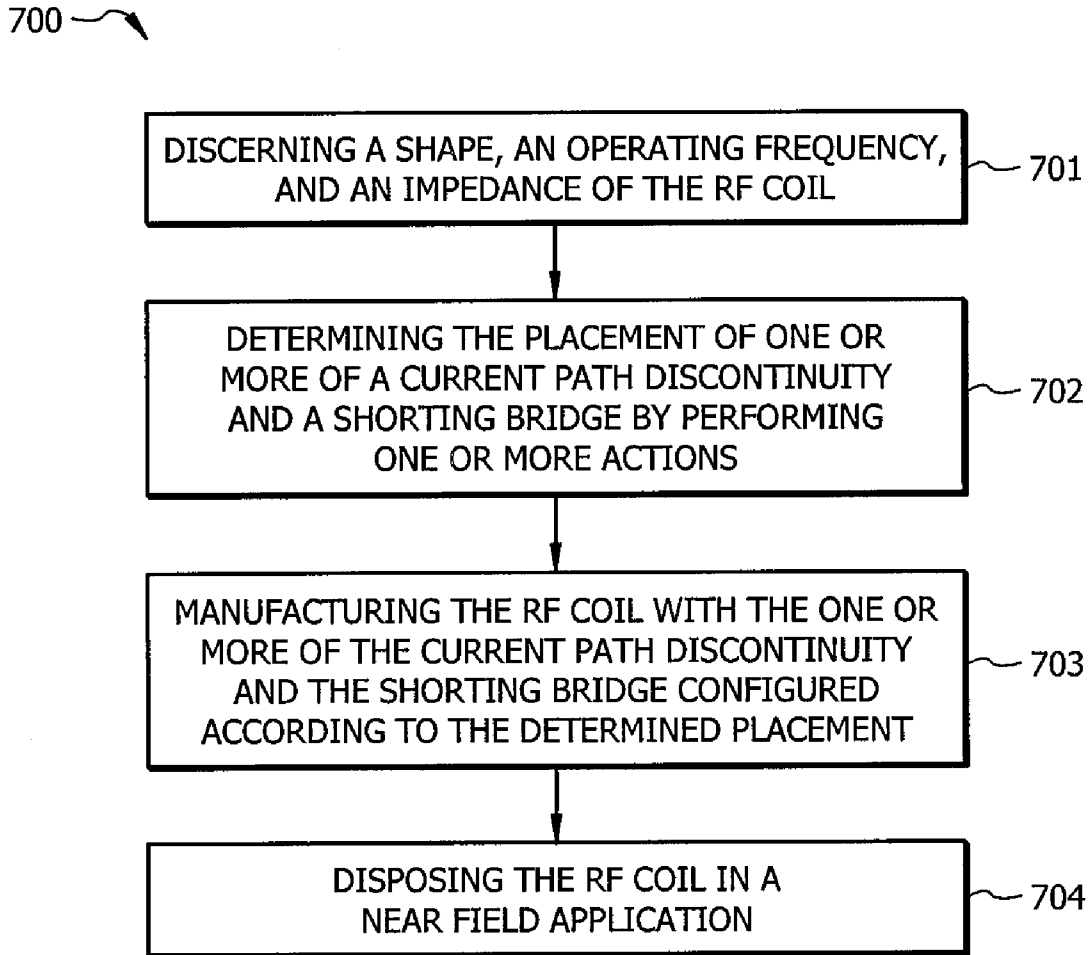 700
DISCERNING A SHAPE, AN OPERATING FREQUENCY,
AND AN IMPEDANCE OF THE RF COIL
701
DETERMINING THE PLACEMENT OF ONE OR
MORE OF A CURRENT PATH DISCONTINUITY
AND A SHORTING BRIDGE BY PERFORMING
ONE OR MORE ACTIONS
702
MANUFACTURING THE RF COIL WITH THE ONE OR
MORE OF THE CURRENT PATH DISCONTINUITY
AND THE SHORTING BRIDGE CONFIGURED
ACCORDING TO THE DETERMINED PLACEMENT
703
DISPOSING THE RF COIL IN A
NEAR FIELD APPLICATION
704